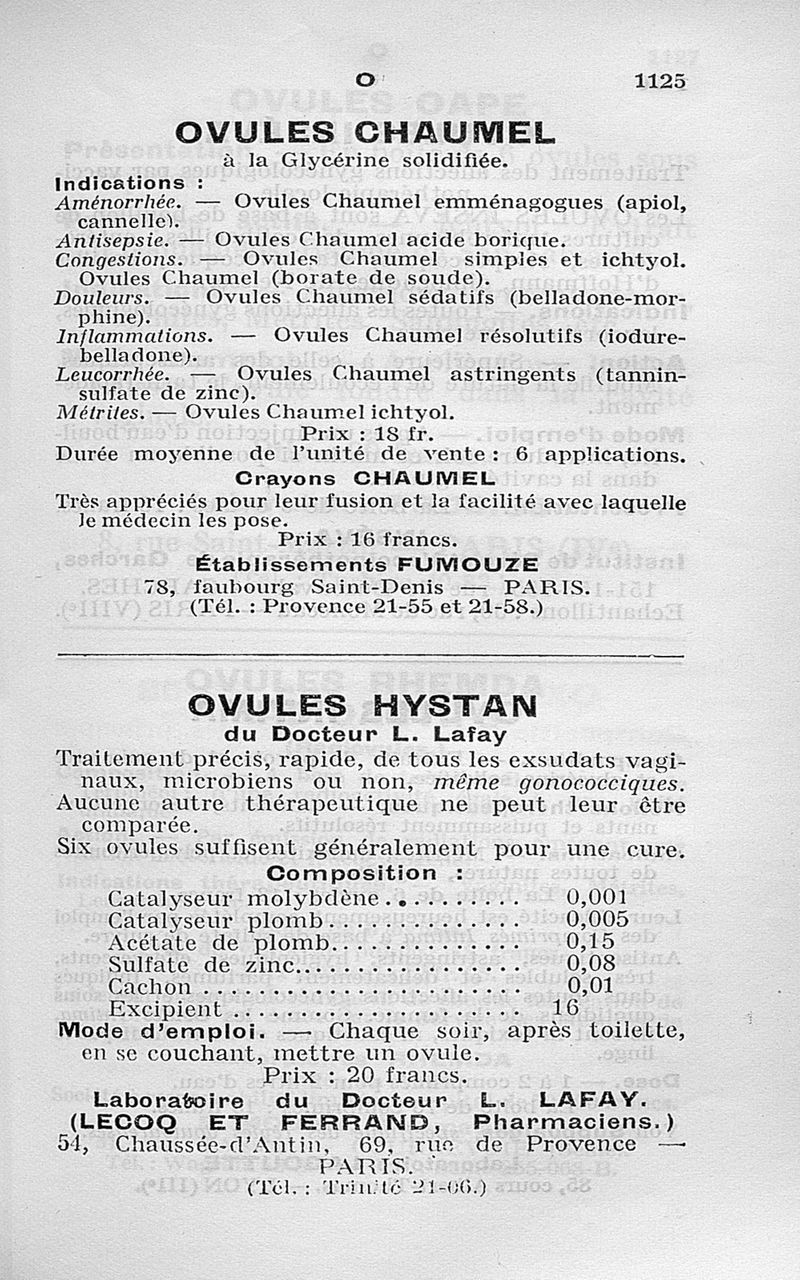 O 1125
OVULES CHAUMEL
à la Glycérine solidifiée.
Indications :
Aménorrhée. — Ovules Chaumel emménagogues (apiol,
cannelle).
Antisepsie. — Ovules Chaumel acide borique.
Congestions. — Ovules Chaumel simples et ichtyol.
Ovules Chaumel (borate de soude).
Douleurs. — Ovules Chaumel sédatifs (belladone-mor-
phine).
Inflammations. — Ovules Chaumel résolutifs (iodure-
belladone).
Leucorrhée. — Ovules Chaumel astringents (tannin-
sulfate de zinc).
Métrites. — Ovules Chaumel ichtyol.
Prix : 18 fr.
Durée moyenne de l'unité de vente : 6 applications.
Crayons CHAUMEL
Très appréciés pour leur fusion et la facilité avec laquelle
le médecin les pose.
Prix : 16 francs.
Établissements FUMOUZE
78, faubourg Saint-Denis — PARIS.
(Tél. : Provence 21-55 et 21-58.)
OVULES HYSTAN
du Docteur L. Lafay
Traitement précis, rapide, de tous les exsudats vagi-
naux, microbiens ou non, même gonococciques.
Aucune autre thérapeutique ne peut leur être
comparée.
Six ovules suffisent généralement pour une cure.
Composition :
Catalyseur molybdène.......... 0,001
Catalyseur plomb.............. 0,005
Acétate de plomb.............. 0,15
Sulfate de zinc................ 0,08
Cachon ........................ 0,01
Excipient ..................... 16
Mode d'emploi. — Chaque soir, après toilette,
en se couchant, mettre un ovule.
Prix : 20 francs.
Laboratoire du Docteur L. LAFAY.
(LECOQ ET FERRAND, Pharmaciens.)
54, Chaussée-d'Antin, 69, rue de Provence —
PARIS.
(Tél. : Trinité 21-06.)